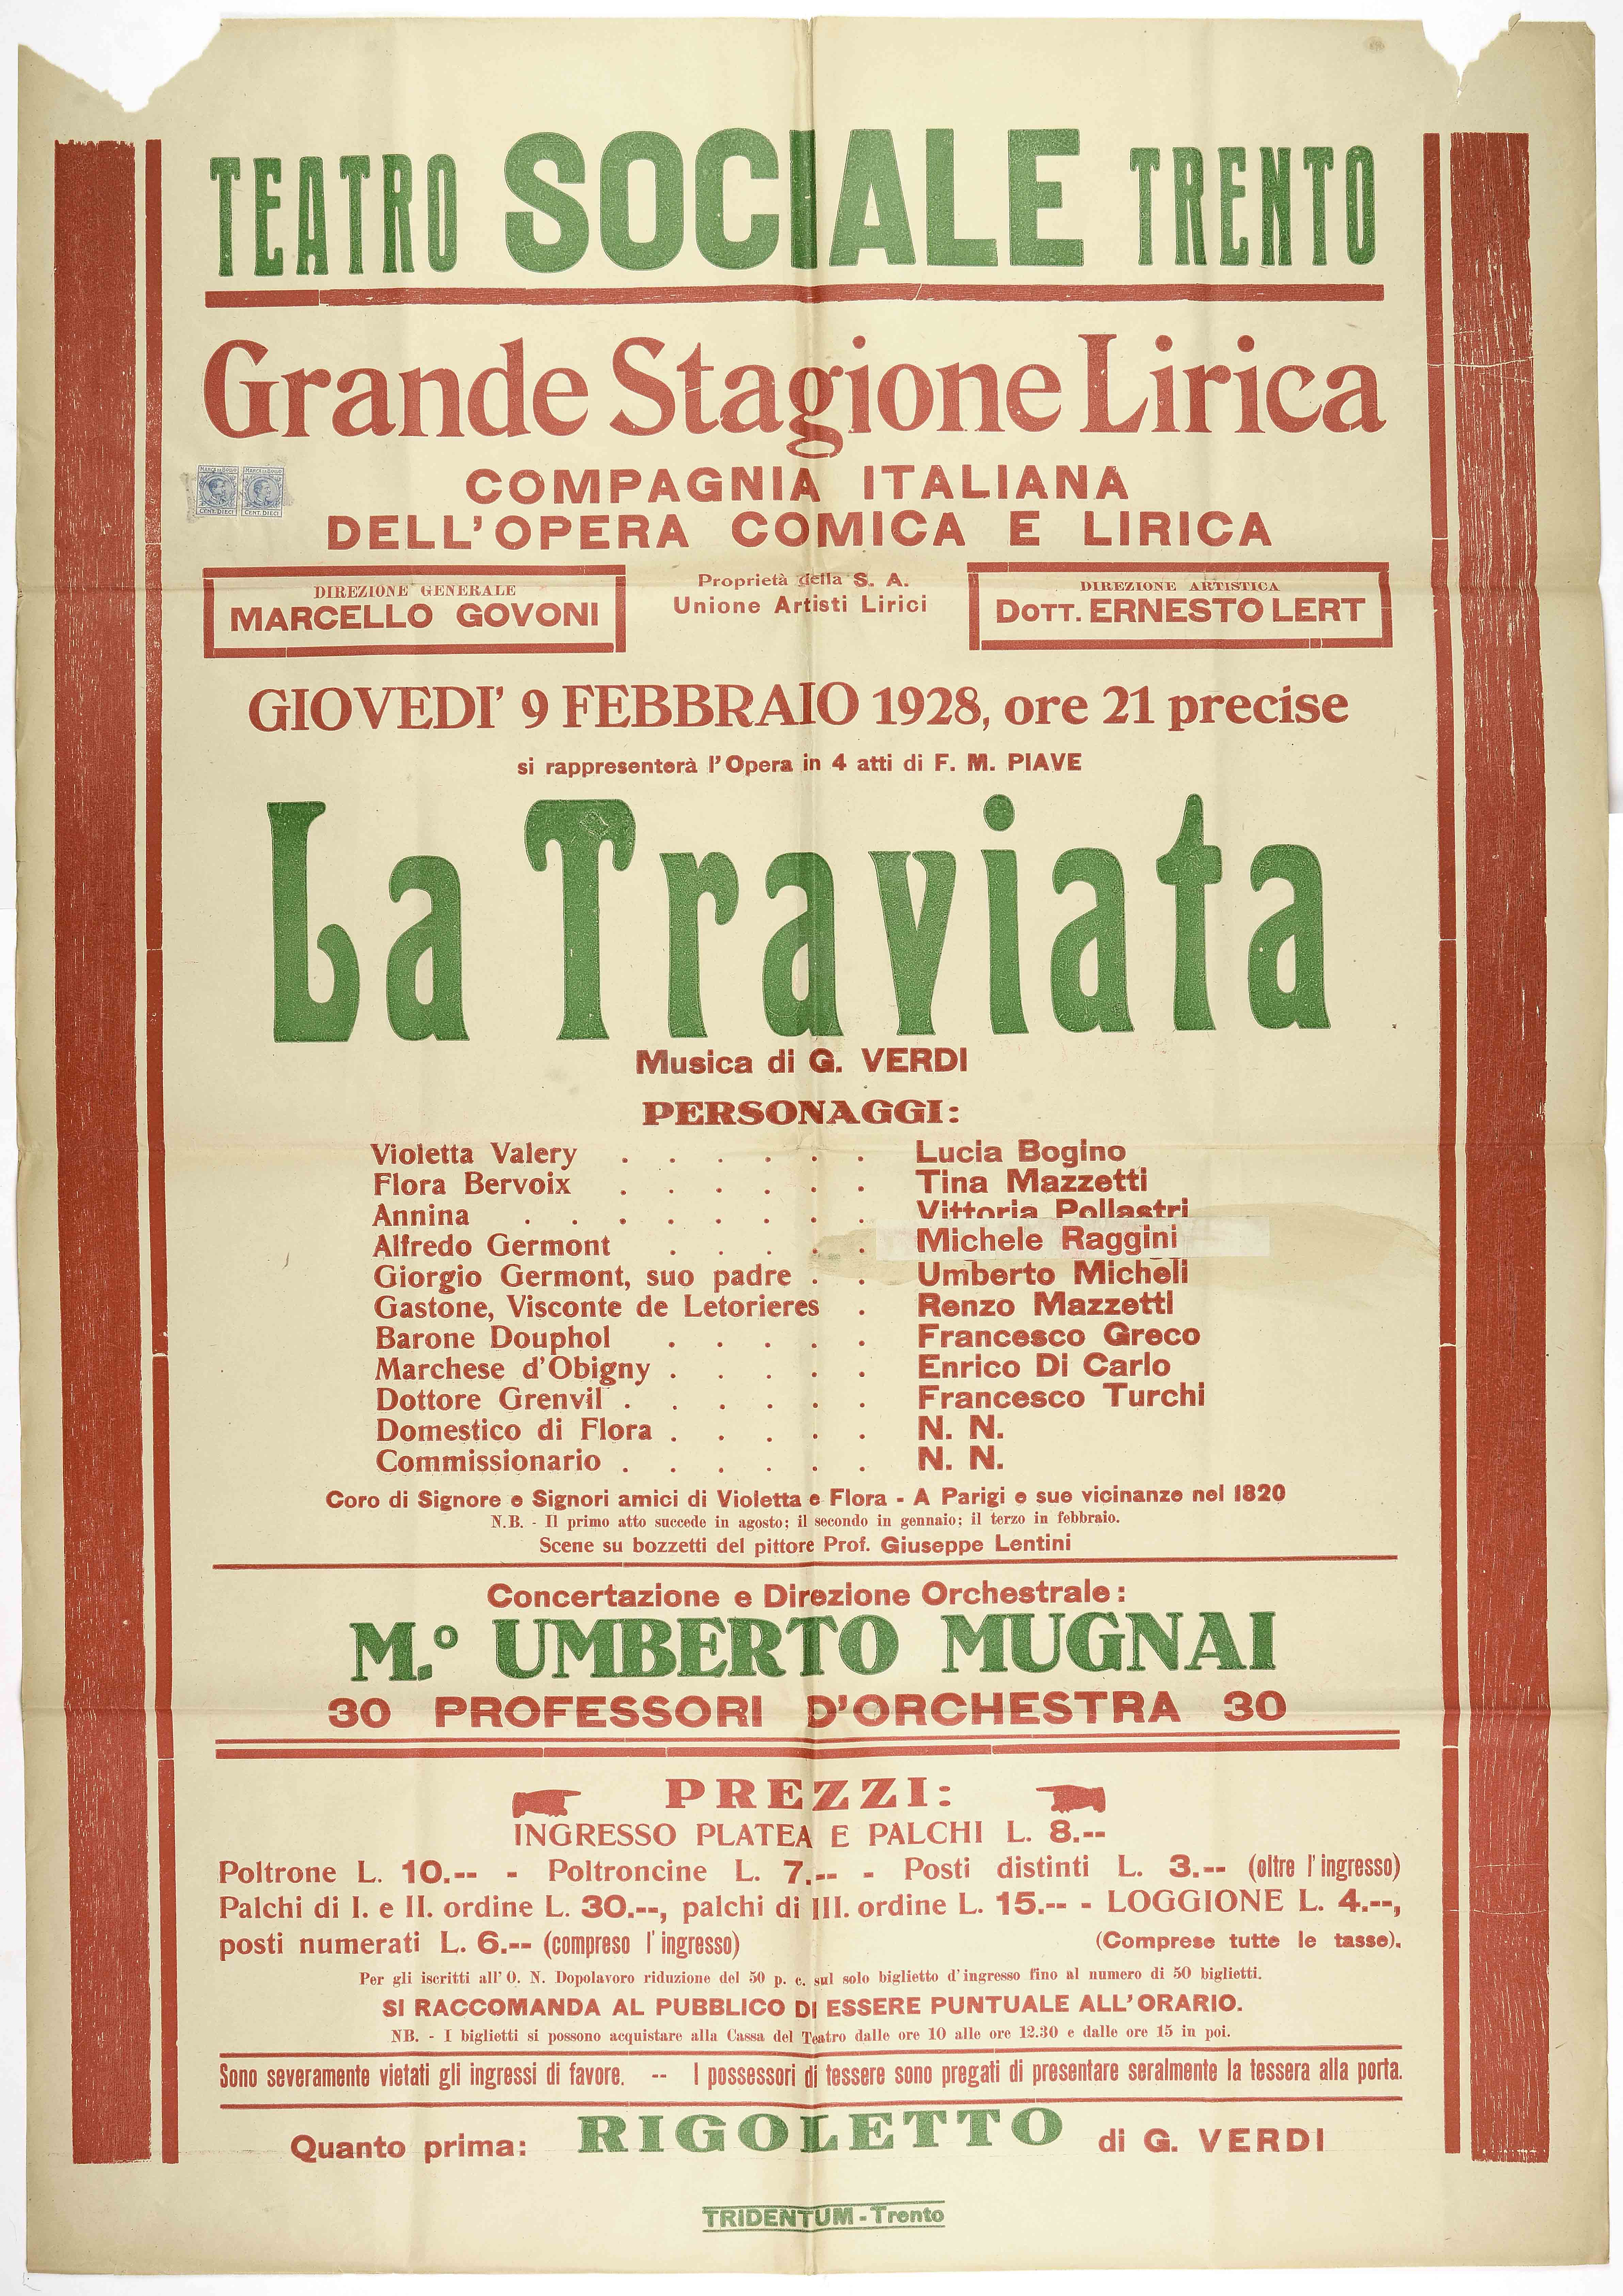 TEATRO SOCIALE TRENTO
Grande Stagione Lirica
MARCA DA BOLLO MARCA DA BOLLO
CENT. DIECI CENT. DIECI
COMPAGNIA ITALIANA
DELL'OPERA COMICA E LIRICA
DIREZIONE GENERALE
MARCELLO GOVONI
Proprietà della S. A.
Unione Artisti Lirici
DIREZIONE ARTISTICA
DOTT. ERNESTO LERT
GIOVEDI' 9 FEBBRAIO 1928, ore 21 precise
si rappresenterà l'Opera in 4 atti di F. M. PIAVE
La Traviata
Musica di G. VERDI
PERSONAGGI:
Violetta Valery . . . . . . Lucia Bogino
Flora Bervoix . . . . . . Tina Mazzetti
Annina . . . . . . . . Vittoria Pollastri
Alfredo Germont . . . . . Michele Raggini
Giorgio Germont, suo padre . . Umberto Micheli
Gastone, Visconte de Letorieres . Renzo Mazzetti
Barone Douphol . . . . . Francesco Greco
Marchese d'Obigny . . . . . Enrico Di Carlo
Dottore Grenvil . . . . . . Francesco Turchi
Domestico di Flora . . . . . N. N.
Commissionario . . . . . . N. N.
Coro di Signore e Signori amici di Violetta e Flora - A Parigi e sue vicinanze nel 1820
N.B. - Il primo atto succede in agosto; il secondo in gennaio; il terzo in febbraio.
Scene su bozzetti del pittore Prof. Giuseppe Lentini
Concertazione e Direzione Orchestrale:
M.o UMBERTO MUGNAI
30 PROFESSORI D'ORCHESTRA 30
PREZZI:
INGRESSO PLATEA E PALCHI L. 8.--
Poltrone L. 10.-- - Poltroncine L. 7.-- - Posti distinti L. 3.-- (oltre l'ingresso)
Palchi di I. e II. ordine L. 30.--, palchi di III. ordine L. 15.-- - LOGGIONE L. 4.--,
posti numerati L. 6.-- (compreso l'ingresso) (Comprese tutte le tasse).
Per gli iscritti all'O. N. Dopolavoro riduzione del 50 p. c. sul solo biglietto d'ingresso fino al numero di 50 biglietti.
SI RACCOMANDA AL PUBBLICO DI ESSERE PUNTUALE ALL'ORARIO.
NB. - I biglietti si possono acquistare alla Cassa del Teatro dalle ore 10 alle ore 12.30 e dalle ore 15 in poi.
Sono severamente vietati gli ingressi di favore. -- I possessori di tessere sono pregati di presentare seralmente la tessera alla porta.
Quanto prima: RIGOLETTO di G. VERDI
TRIDENTUM - Trento